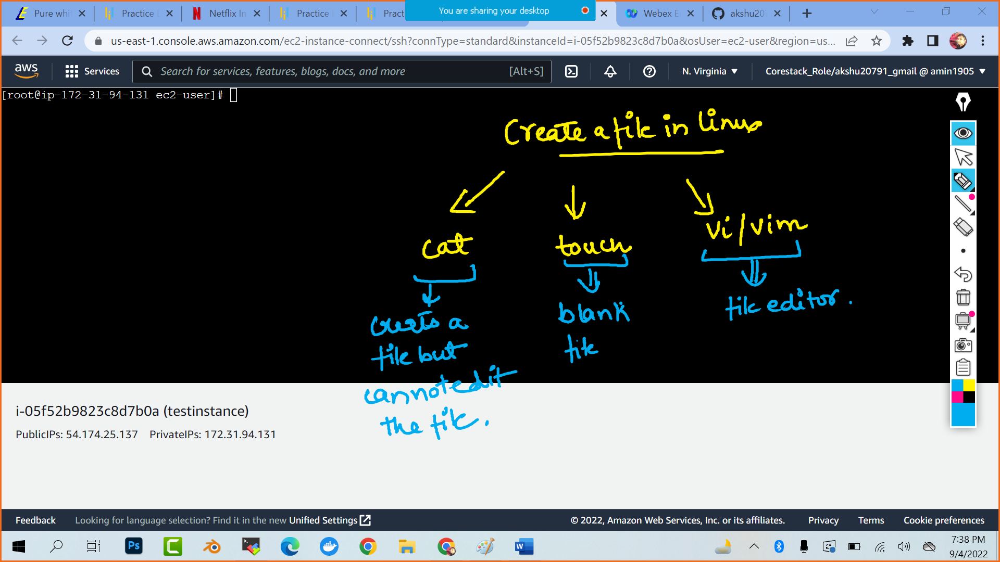 Pure whi
Practice L
Netflix In
Practice
Pract
You are sharing your desktop
Webex E
akshu20
us-east-1.console.aws.amazon.com/ec2-instance-connect/ssh?connType=standard&instanceId=i-05f52b9823c8d7b0a&osUser=ec2-user&region=us...
aws
Services
Search for services, features, blogs, docs, and more
[Alt+S]
N. Virginia
Corestack_Role/akshu20791_gmail @ amin1905
[root@ip-172-31-94-131 ec2-user]#
Create a file in linux
cat
touch
vi/vim
creats a
file but
cannot edit
the file.
blank
file
file editor.
i-05f52b9823c8d7b0a (testinstance)
PublicIPs: 54.174.25.137 PrivateIPs: 172.31.94.131
Feedback
Looking for language selection? Find it in the new Unified Settings
© 2022, Amazon Web Services, Inc. or its affiliates.
Privacy
Terms
Cookie preferences
Ps
7:38 PM
9/4/2022